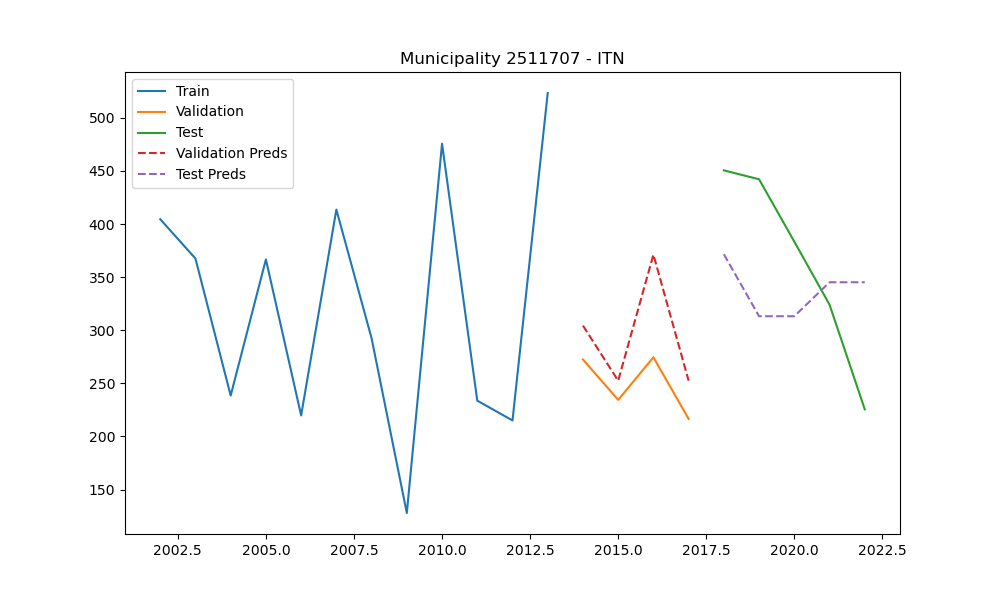 Municipality 2511707 - ITN
Train
Validation
Test
Validation Preds
Test Preds
500
450
400
350
300
250
200
150
2002.5 2005.0 2007.5 2010.0 2012.5 2015.0 2017.5 2020.0 2022.5